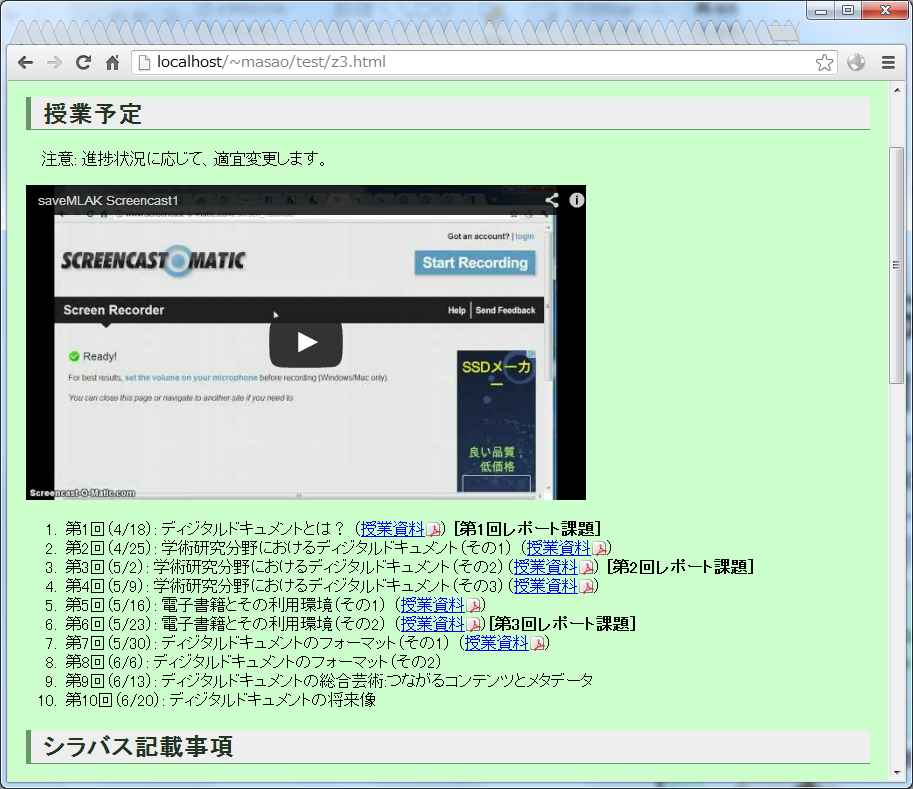 localhost/~masao/test/z3.html
授業予定
注意: 進捗状況に応じて、適宜変更します。
saveMLAK Screencast1
Got an account? | login
SCREENCAST O MATIC
Start Recording
Screen Recorder
Help | Send Feedback
Ready!
For best results, set the volume on your microphone before recording (Windows/Mac only).
You can close this page or navigate to another site if you need to.
SSDメーカ
ー
良い品質、
低価格
Screencast-O-Matic.com
1. 第1回(4/18): ディジタルドキュメントとは？ (授業資料) [第1回レポート課題]
2. 第2回(4/25): 学術研究分野におけるディジタルドキュメント(その1) (授業資料)
3. 第3回(5/2): 学術研究分野におけるディジタルドキュメント(その2) (授業資料) [第2回レポート課題]
4. 第4回(5/9): 学術研究分野におけるディジタルドキュメント(その3) (授業資料)
5. 第5回(5/16): 電子書籍とその利用環境(その1) (授業資料)
6. 第6回(5/23): 電子書籍とその利用環境(その2) (授業資料) [第3回レポート課題]
7. 第7回(5/30): ディジタルドキュメントのフォーマット(その1) (授業資料)
8. 第8回(6/6): ディジタルドキュメントのフォーマット(その2)
9. 第9回(6/13): ディジタルドキュメントの総合芸術:つながるコンテンツとメタデータ
10. 第10回(6/20): ディジタルドキュメントの将来像
シラバス記載事項